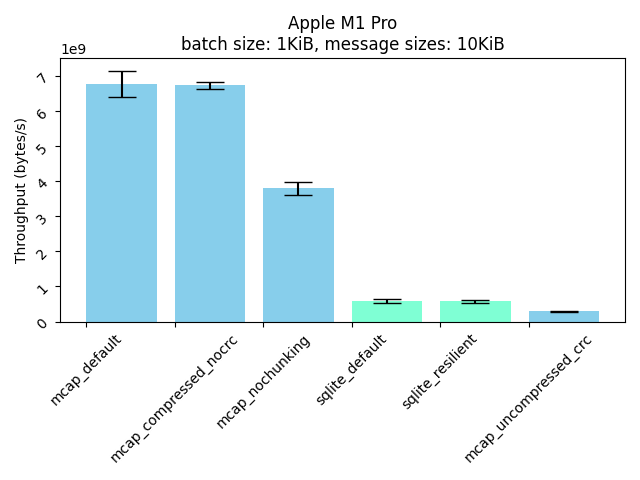 Apple M1 Pro
batch size: 1KiB, message sizes: 10KiB
1e9
7
6
5
4
3
2
1
0
Throughput (bytes/s)
mcap_default
mcap_compressed_nocrc
mcap_nochunking
sqlite_default
sqlite_resilient
mcap_uncompressed_crc